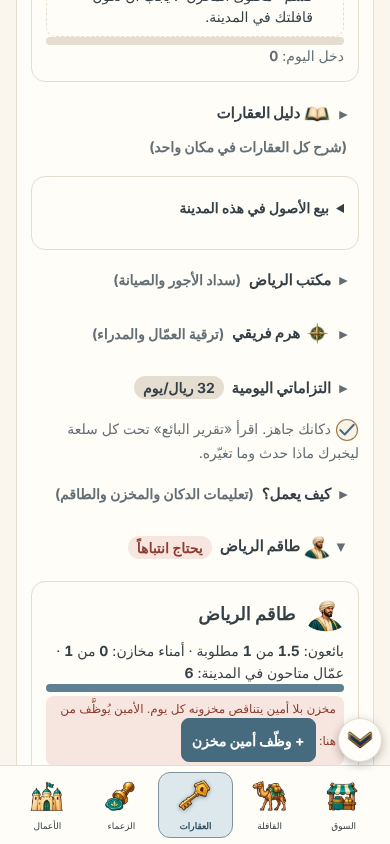 قافلتك في المدينة.
دخل اليوم: 0
◂ دليل العقارات
(شرح كل العقارات في مكان واحد)
◂ بيع الأصول في هذه المدينة
◂ مكتب الرياض (سداد الأجور والصيانة)
◂ هرم فريقي (ترقية العمّال والمدراء)
◂ التزاماتي اليومية 32 ريال/يوم
دكانك جاهز. اقرأ «تقرير البائع» تحت كل سلعة
ليخبرك ماذا حدث وما تغيّره.
◂ كيف يعمل؟ (تعليمات الدكان والمخزن والطاقم)
▾ طاقم الرياض يحتاج انتباهاً
طاقم الرياض
بائعون: 1.5 من 1 مطلوبة · أمناء مخازن: 0 من 1 ·
عمّال متاحون في المدينة: 6
مخزن بلا أمين يتناقص مخزونه كل يوم. الأمين يُوظَّف من
هنا: + وظّف أمين مخزن
السوق
القافلة
العقارات
الزعماء
الأعمال